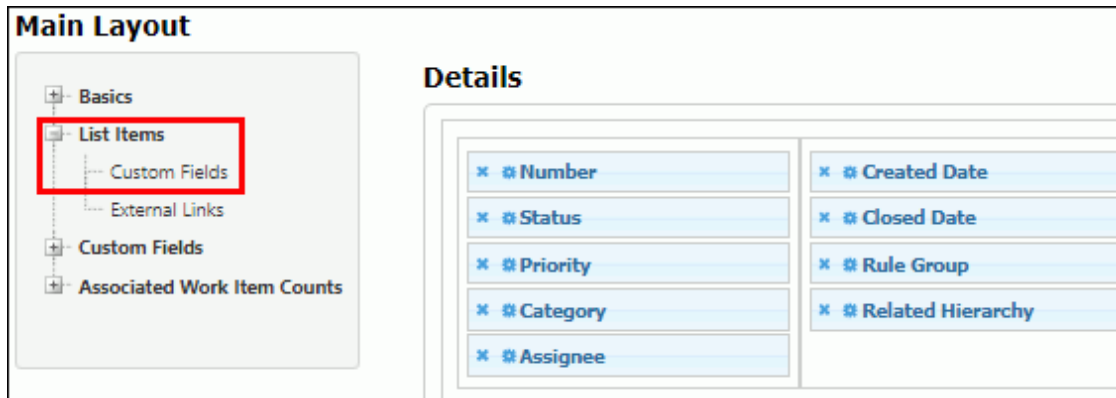 Main Layout
Basics
List Items
Custom Fields
External Links
Custom Fields
Associated Work Item Counts
Details
Number
Created Date
Status
Closed Date
Priority
Rule Group
Category
Related Hierarchy
Assignee